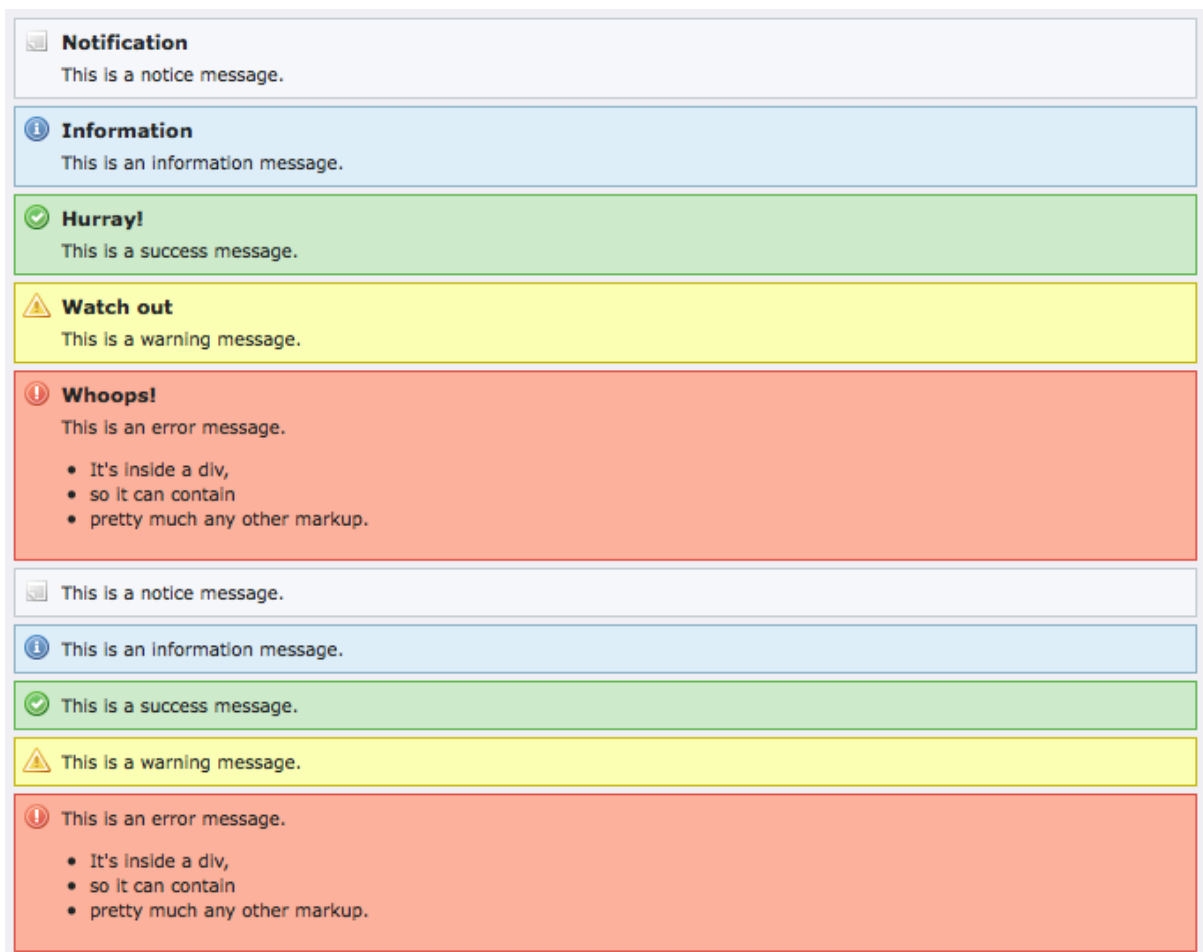 Notification
This is a notice message.
Information
This is an information message.
Hurray!
This is a success message.
Watch out
This is a warning message.
Whoops!
This is an error message.
• It's inside a div,
• so it can contain
• pretty much any other markup.
This is a notice message.
This is an information message.
This is a success message.
This is a warning message.
This is an error message.
• It's inside a div,
• so it can contain
• pretty much any other markup.